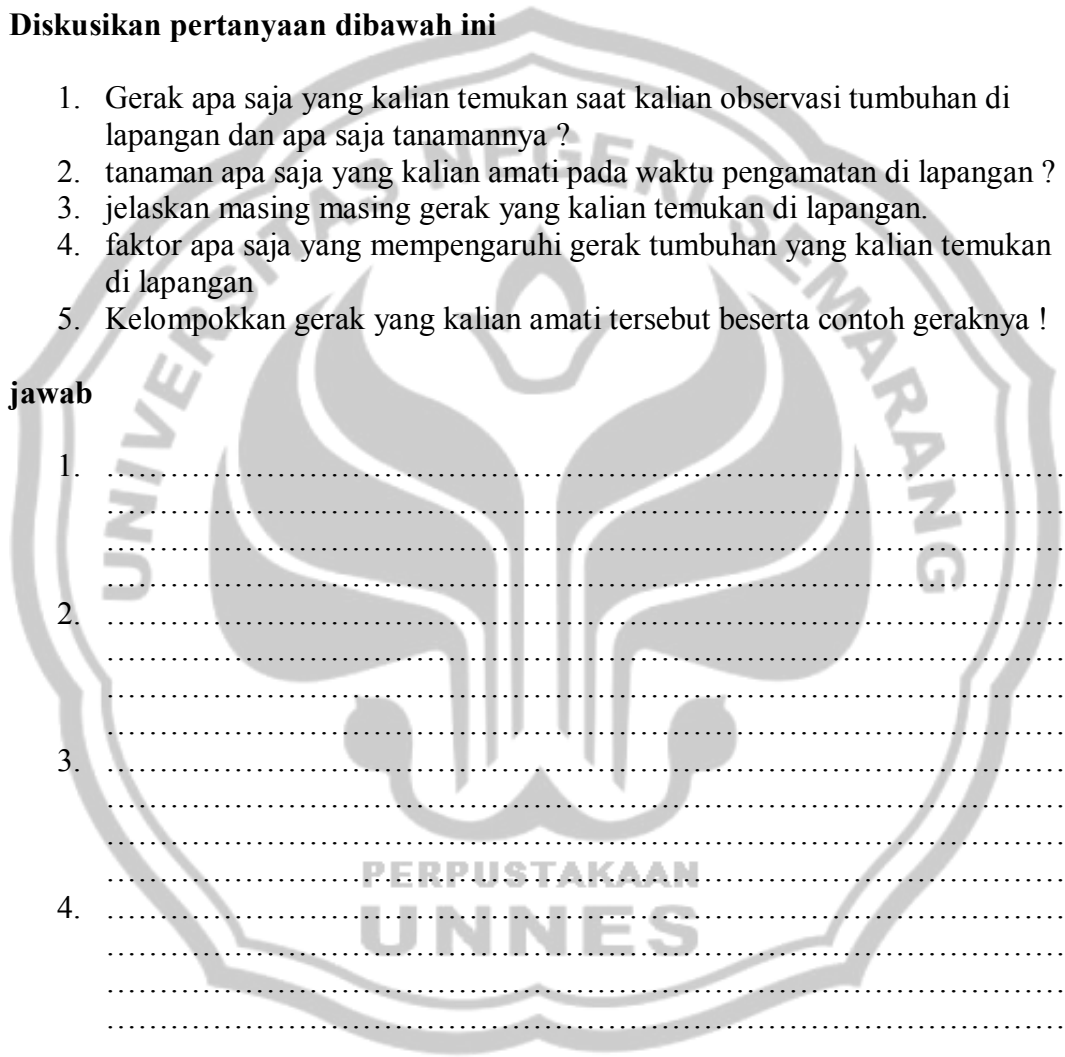 Diskusikan pertanyaan dibawah ini
1. Gerak apa saja yang kalian temukan saat kalian observasi tumbuhan di
lapangan dan apa saja tanamannya ?
2. tanaman apa saja yang kalian amati pada waktu pengamatan di lapangan ?
3. jelaskan masing masing gerak yang kalian temukan di lapangan.
4. faktor apa saja yang mempengaruhi gerak tumbuhan yang kalian temukan
di lapangan
5. Kelompokkan gerak yang kalian amati tersebut beserta contoh geraknya !
jawab
1. ……………………………………………………………………………
……………………………………………………………………………
……………………………………………………………………………
……………………………………………………………………………
2. ……………………………………………………………………………
……………………………………………………………………………
……………………………………………………………………………
……………………………………………………………………………
3. ……………………………………………………………………………
……………………………………………………………………………
……………………………………………………………………………
……………………………………………………………………………
4. ……………………………………………………………………………
……………………………………………………………………………
……………………………………………………………………………
……………………………………………………………………………
UNIVERSITAS NEGERI SEMARANG
PERPUSTAKAAN
UNNES